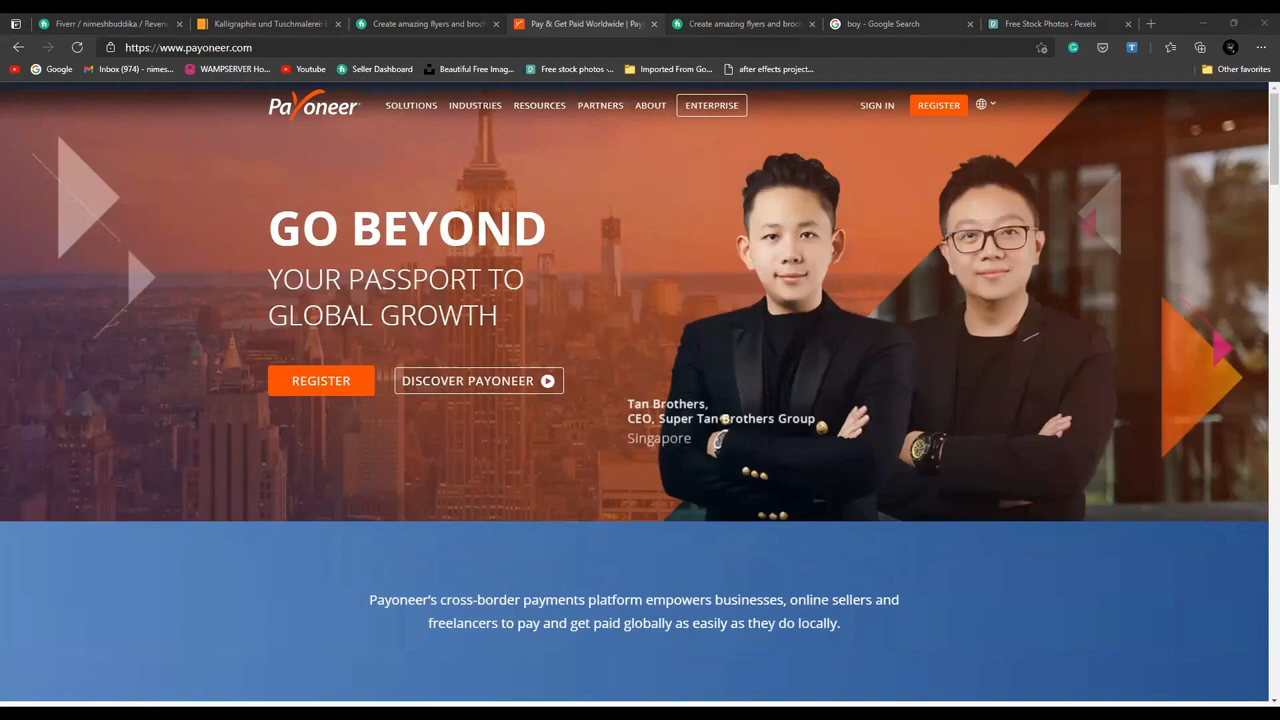 Fiverr / nimeshbuddika / Revenu
Kalligraphie und Tuschmalerei b
Create amazing flyers and broch
Pay & Get Paid Worldwide | Payo
Create amazing flyers and broch
boy - Google Search
Free Stock Photos · Pexels
https://www.payoneer.com
Google
Inbox (974) - nimes...
WAMPSERVER Ho...
Youtube
Seller Dashboard
Beautiful Free Imag...
Free stock photos ·...
Imported From Go...
after effects project...
Other favorites
Payoneer
SOLUTIONS
INDUSTRIES
RESOURCES
PARTNERS
ABOUT
ENTERPRISE
SIGN IN
REGISTER
GO BEYOND
YOUR PASSPORT TO
GLOBAL GROWTH
REGISTER
DISCOVER PAYONEER
Tan Brothers,
CEO, Super Tan Brothers Group
Singapore
Payoneer’s cross-border payments platform empowers businesses, online sellers and
freelancers to pay and get paid globally as easily as they do locally.